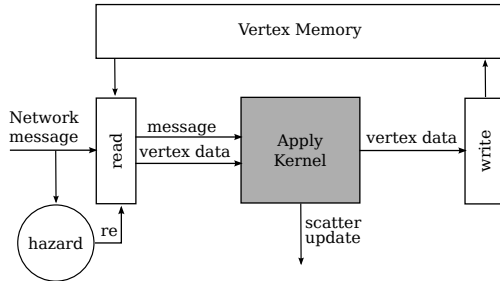 Vertex Memory
Network
message
read
message
vertex data
Apply
Kernel
vertex data
write
hazard
re
scatter
update